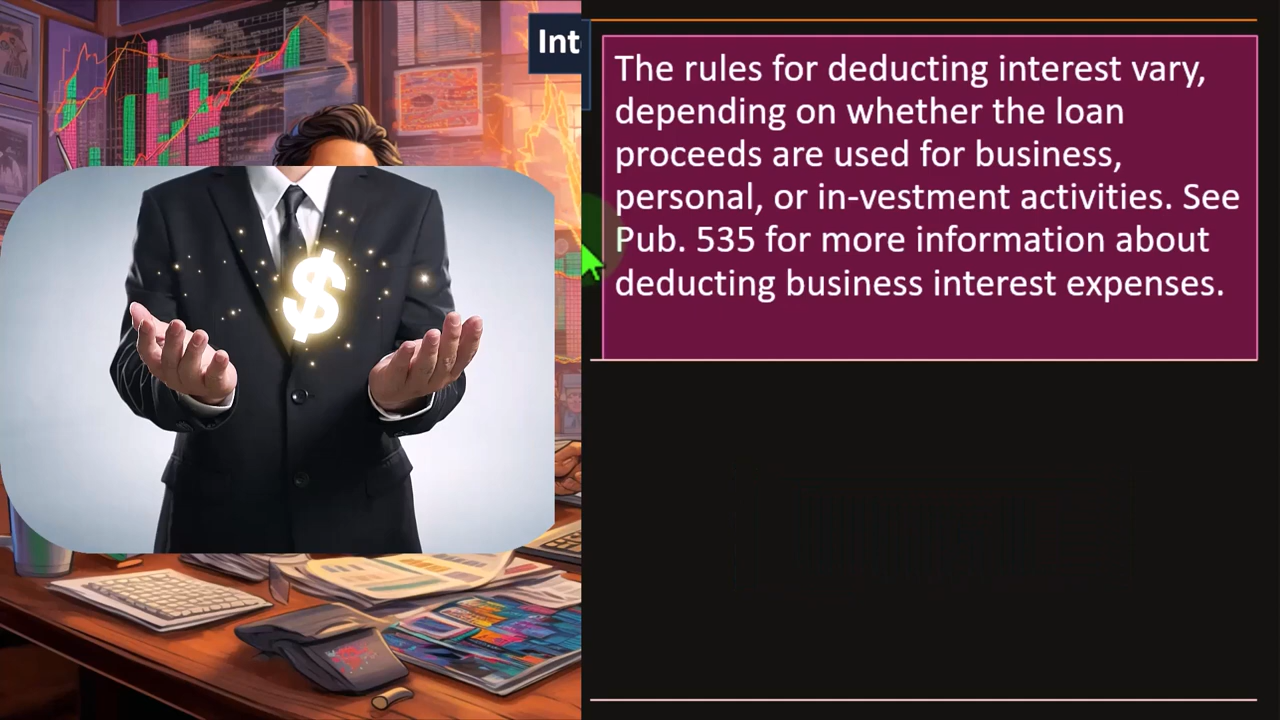 Int
The rules for deducting interest vary,
depending on whether the loan
proceeds are used for business,
personal, or in-vestment activities. See
Pub. 535 for more information about
deducting business interest expenses.